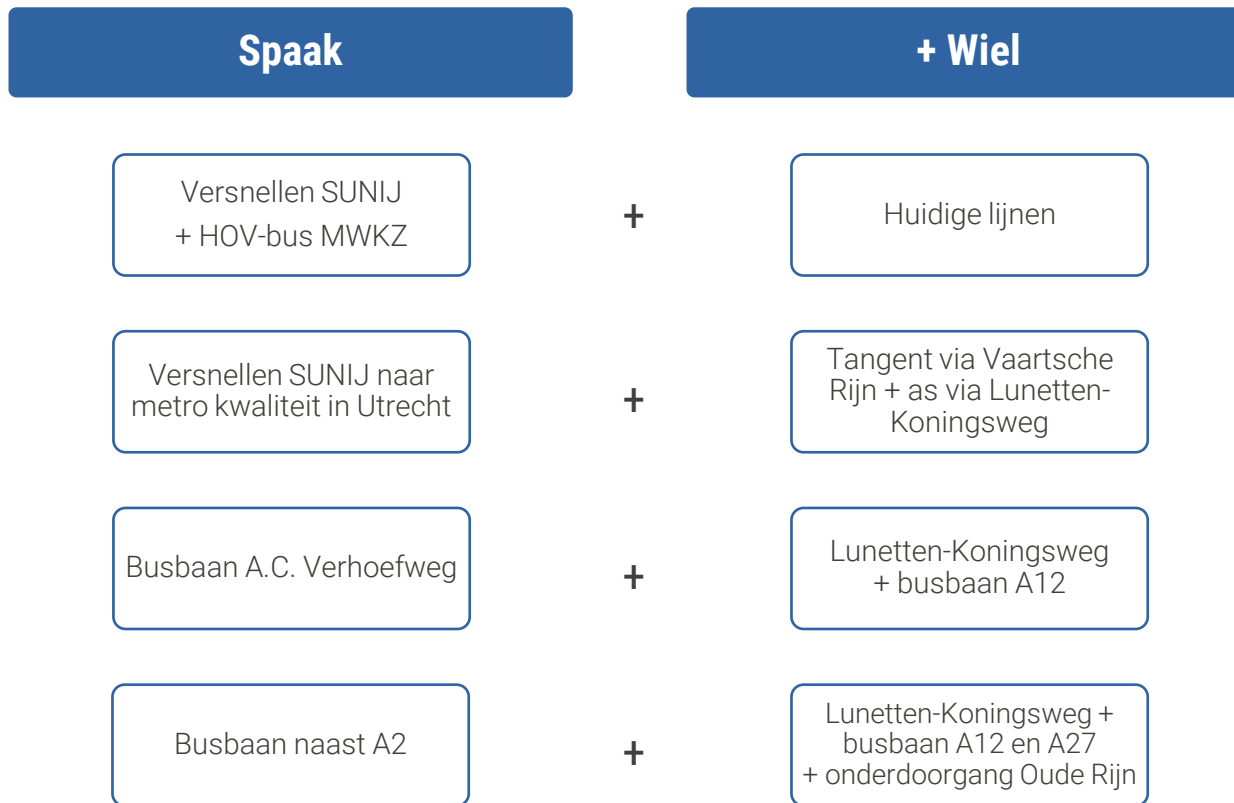 Spaak
+ Wiel
Versnellen SUNIJ
+ HOV-bus MWKZ
+
Huidige lijnen
Versnellen SUNIJ naar
metro kwaliteit in Utrecht
+
Tangent via Vaartsche
Rijn + as via Lunetten-
Koningsweg
Busbaan A.C. Verhoefweg
+
Lunetten-Koningsweg
+ busbaan A12
Busbaan naast A2
+
Lunetten-Koningsweg +
busbaan A12 en A27
+ onderdoorgang Oude Rijn